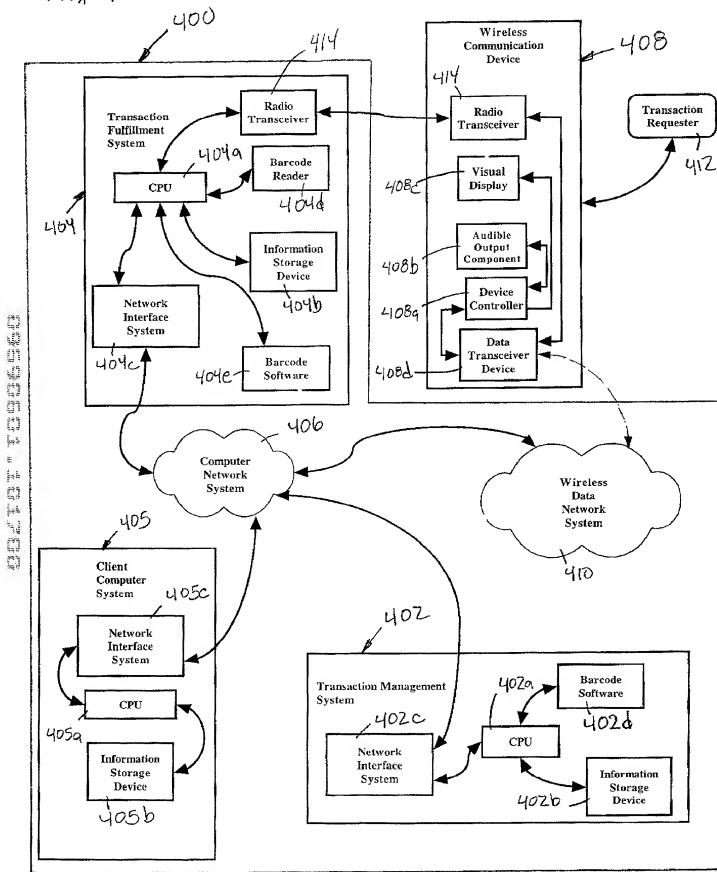 400
414
Wireless
Communication
Device
408
Transaction
Fulfillment
System
Radio
Transceiver
414
Radio
Transceiver
Transaction
Requester
412
404a
CPU
Barcode
Reader
404d
408c
Visual
Display
404
Information
Storage
Device
404b
408b
Audible
Output
Component
Network
Interface
System
404c
408a
Device
Controller
404e
Barcode
Software
408d
Data
Transceiver
Device
406
Computer
Network
System
Wireless
Data
Network
System
410
405
Client
Computer
System
405c
Network
Interface
System
402
CPU
405a
Transaction Management
System
402c
402a
Barcode
Software
402d
Network
Interface
System
CPU
Information
Storage
Device
405b
402b
Information
Storage
Device